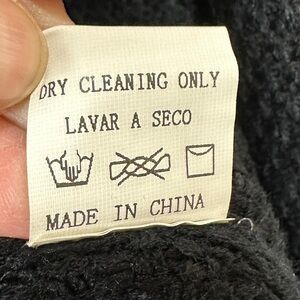 DRY CLEANING ONLY
LAVAR A SECO
MADE IN CHINA